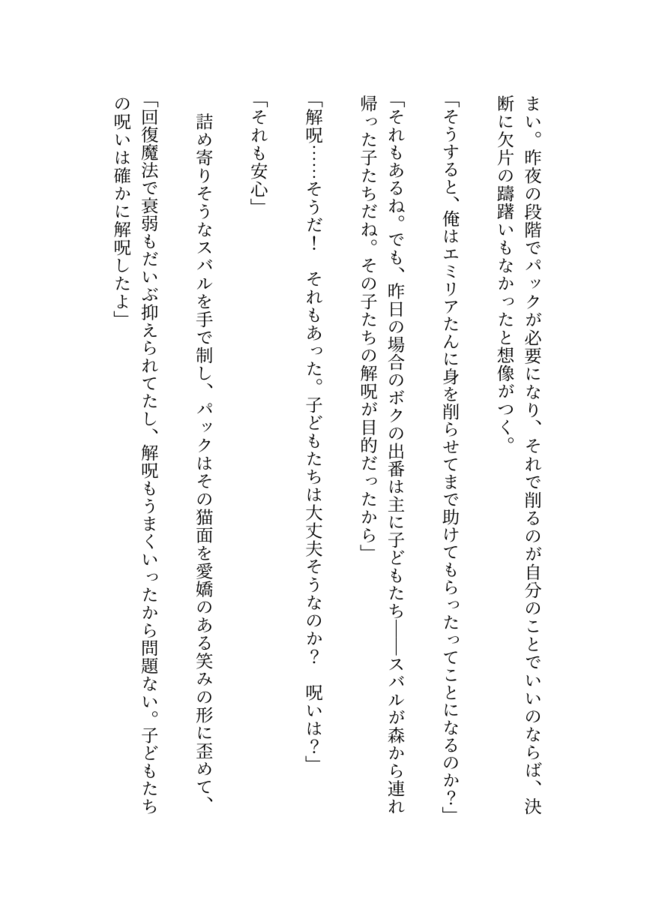 まい。昨夜の段階でパックが必要になり、それで削るのが自分のことでいいのならば、決
断に欠片の躊躇いもなかったと想像がつく。
「そうすると、俺はエミリアたんに身を削らせてまで助けてもらったってことになるのか？」
「それもあるね。でも、昨日の場合のボクの出番は主に子どもたち――スバルが森から連れ
帰った子たちだね。その子たちの解呪が目的だったから」
「解呪……そうだ！　それもあった。子どもたちは大丈夫そうなのか？　呪いは？」
「それも安心」
　詰め寄りそうなスバルを手で制し、パックはその猫面を愛嬌のある笑みの形に歪めて、
「回復魔法で衰弱もだいぶ抑えられてたし、解呪もうまくいったから問題ない。子どもたち
の呪いは確かに解呪したよ」